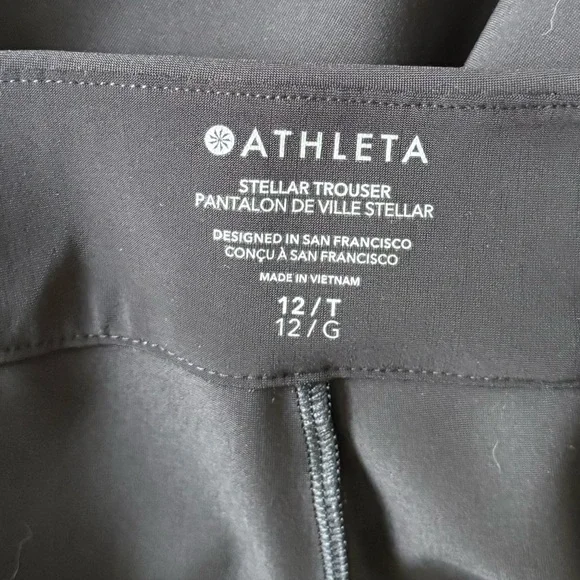 ATHLETA
STELLAR TROUSER
PANTALON DE VILLE STELLAR
DESIGNED IN SAN FRANCISCO
CONÇU À SAN FRANCISCO
MADE IN VIETNAM
12/T
12/G